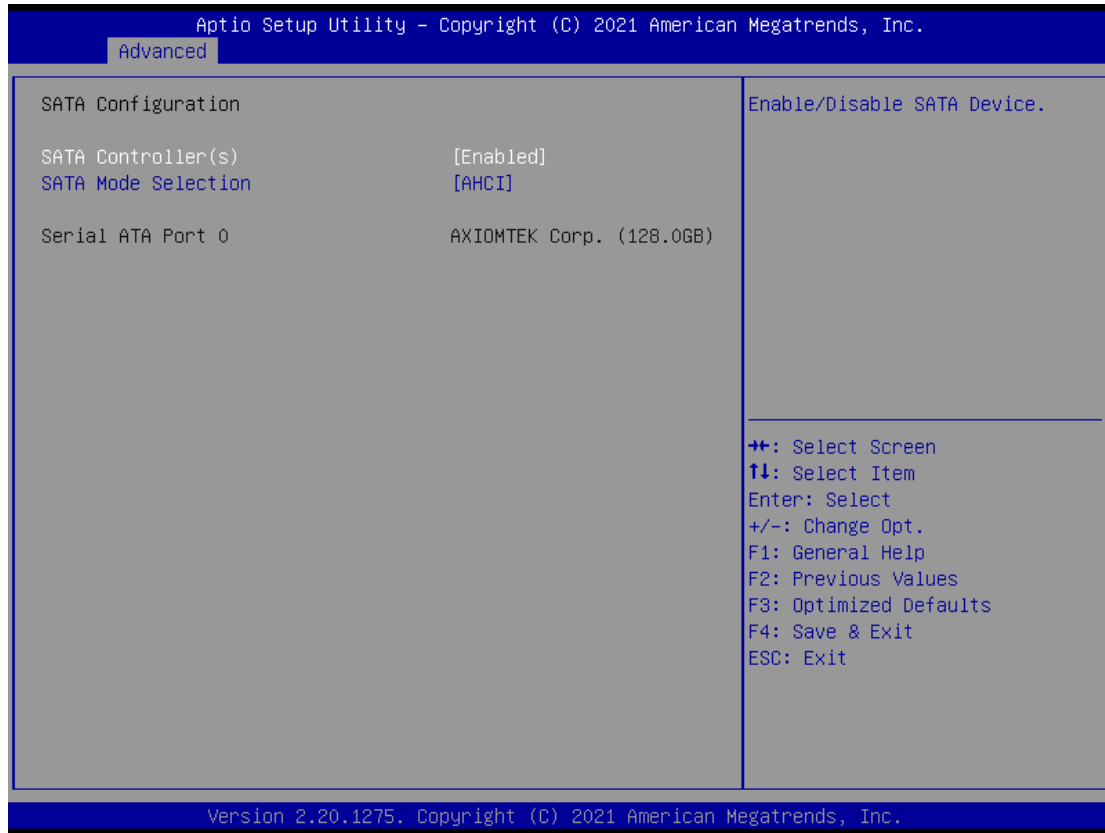 Aptio Setup Utility – Copyright (C) 2021 American Megatrends, Inc.
Advanced
SATA Configuration
SATA Controller(s) [Enabled]
SATA Mode Selection [AHCI]
Serial ATA Port 0 AXIOMTEK Corp. (128.0GB)
Enable/Disable SATA Device.
→←: Select Screen
↑↓: Select Item
Enter: Select
+/-: Change Opt.
F1: General Help
F2: Previous Values
F3: Optimized Defaults
F4: Save & Exit
ESC: Exit
Version 2.20.1275. Copyright (C) 2021 American Megatrends, Inc.